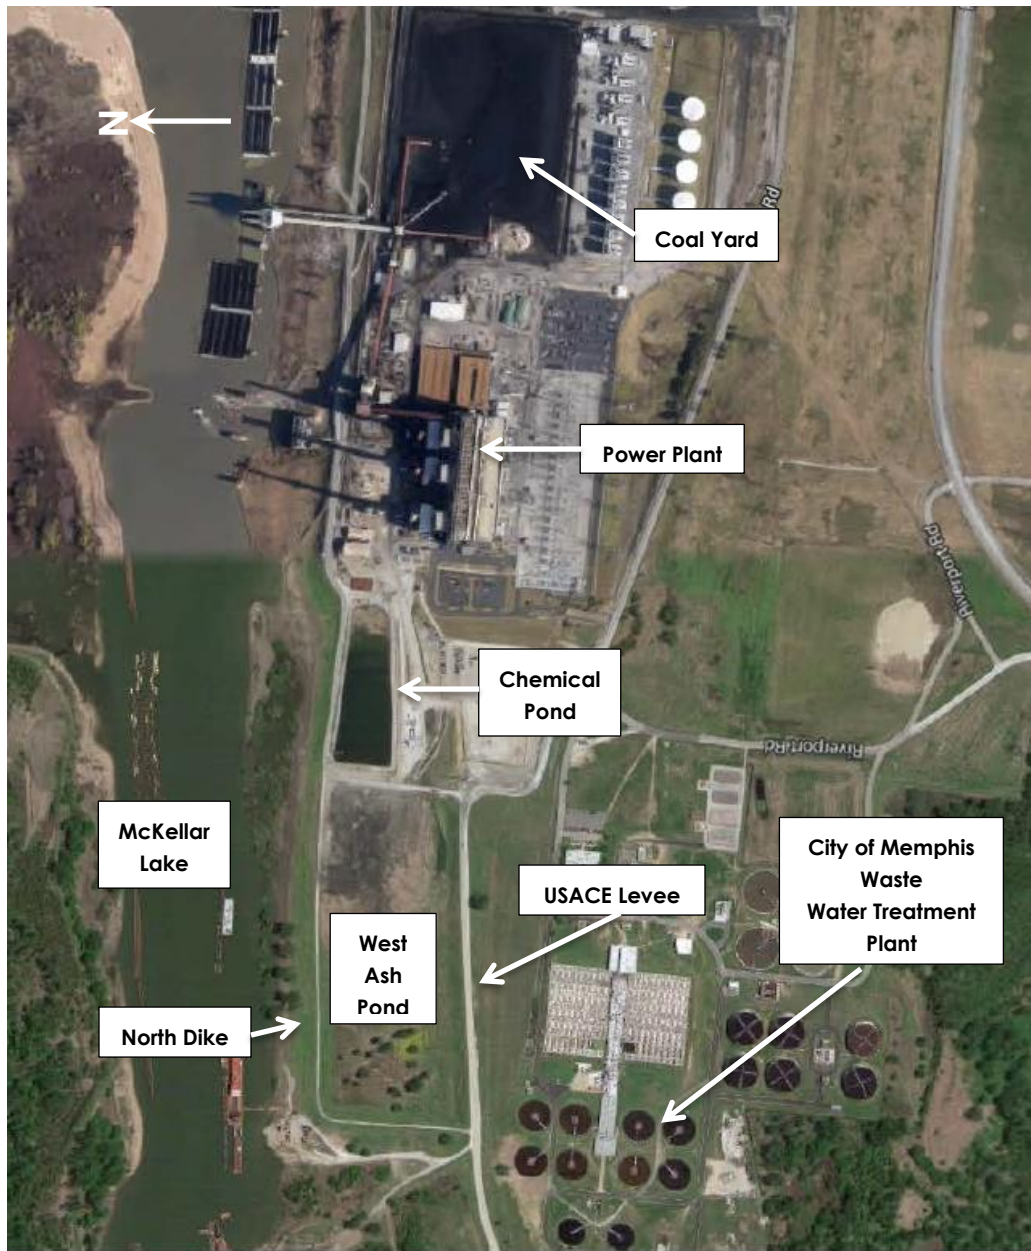 N
Rd
Coal Yard
Power Plant
Riverport Rd
Chemical
Pond
Riverport Rd
McKellar
Lake
City of Memphis
Waste
Water Treatment
Plant
USACE Levee
West
Ash
Pond
North Dike